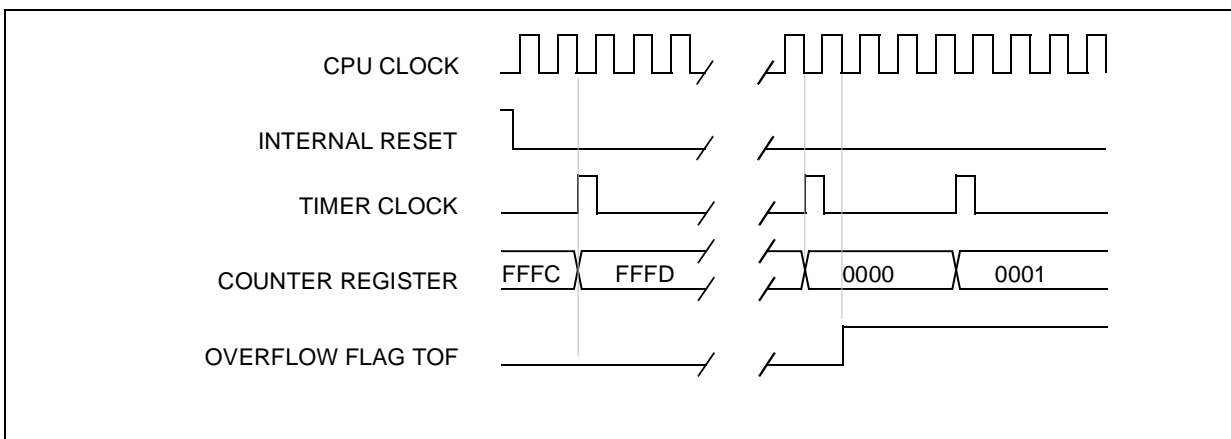 CPU CLOCK
INTERNAL RESET
TIMER CLOCK
COUNTER REGISTER FFFC FFFD 0000 0001
OVERFLOW FLAG TOF